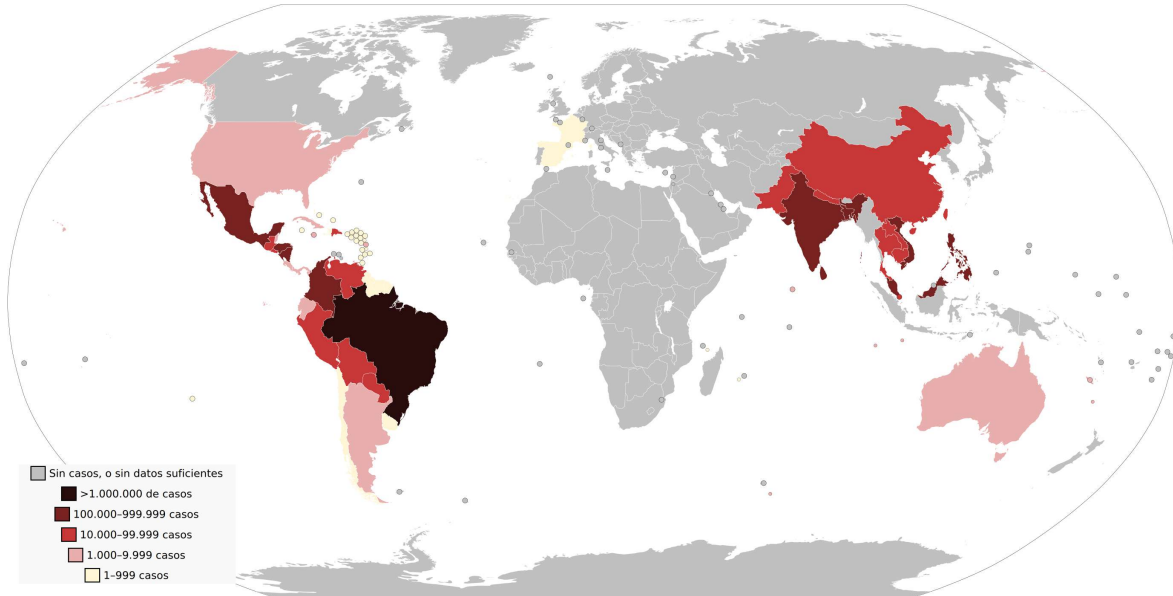 Sin casos, o sin datos suficientes
>1.000.000 de casos
100.000–999.999 casos
10.000–99.999 casos
1.000–9.999 casos
1–999 casos